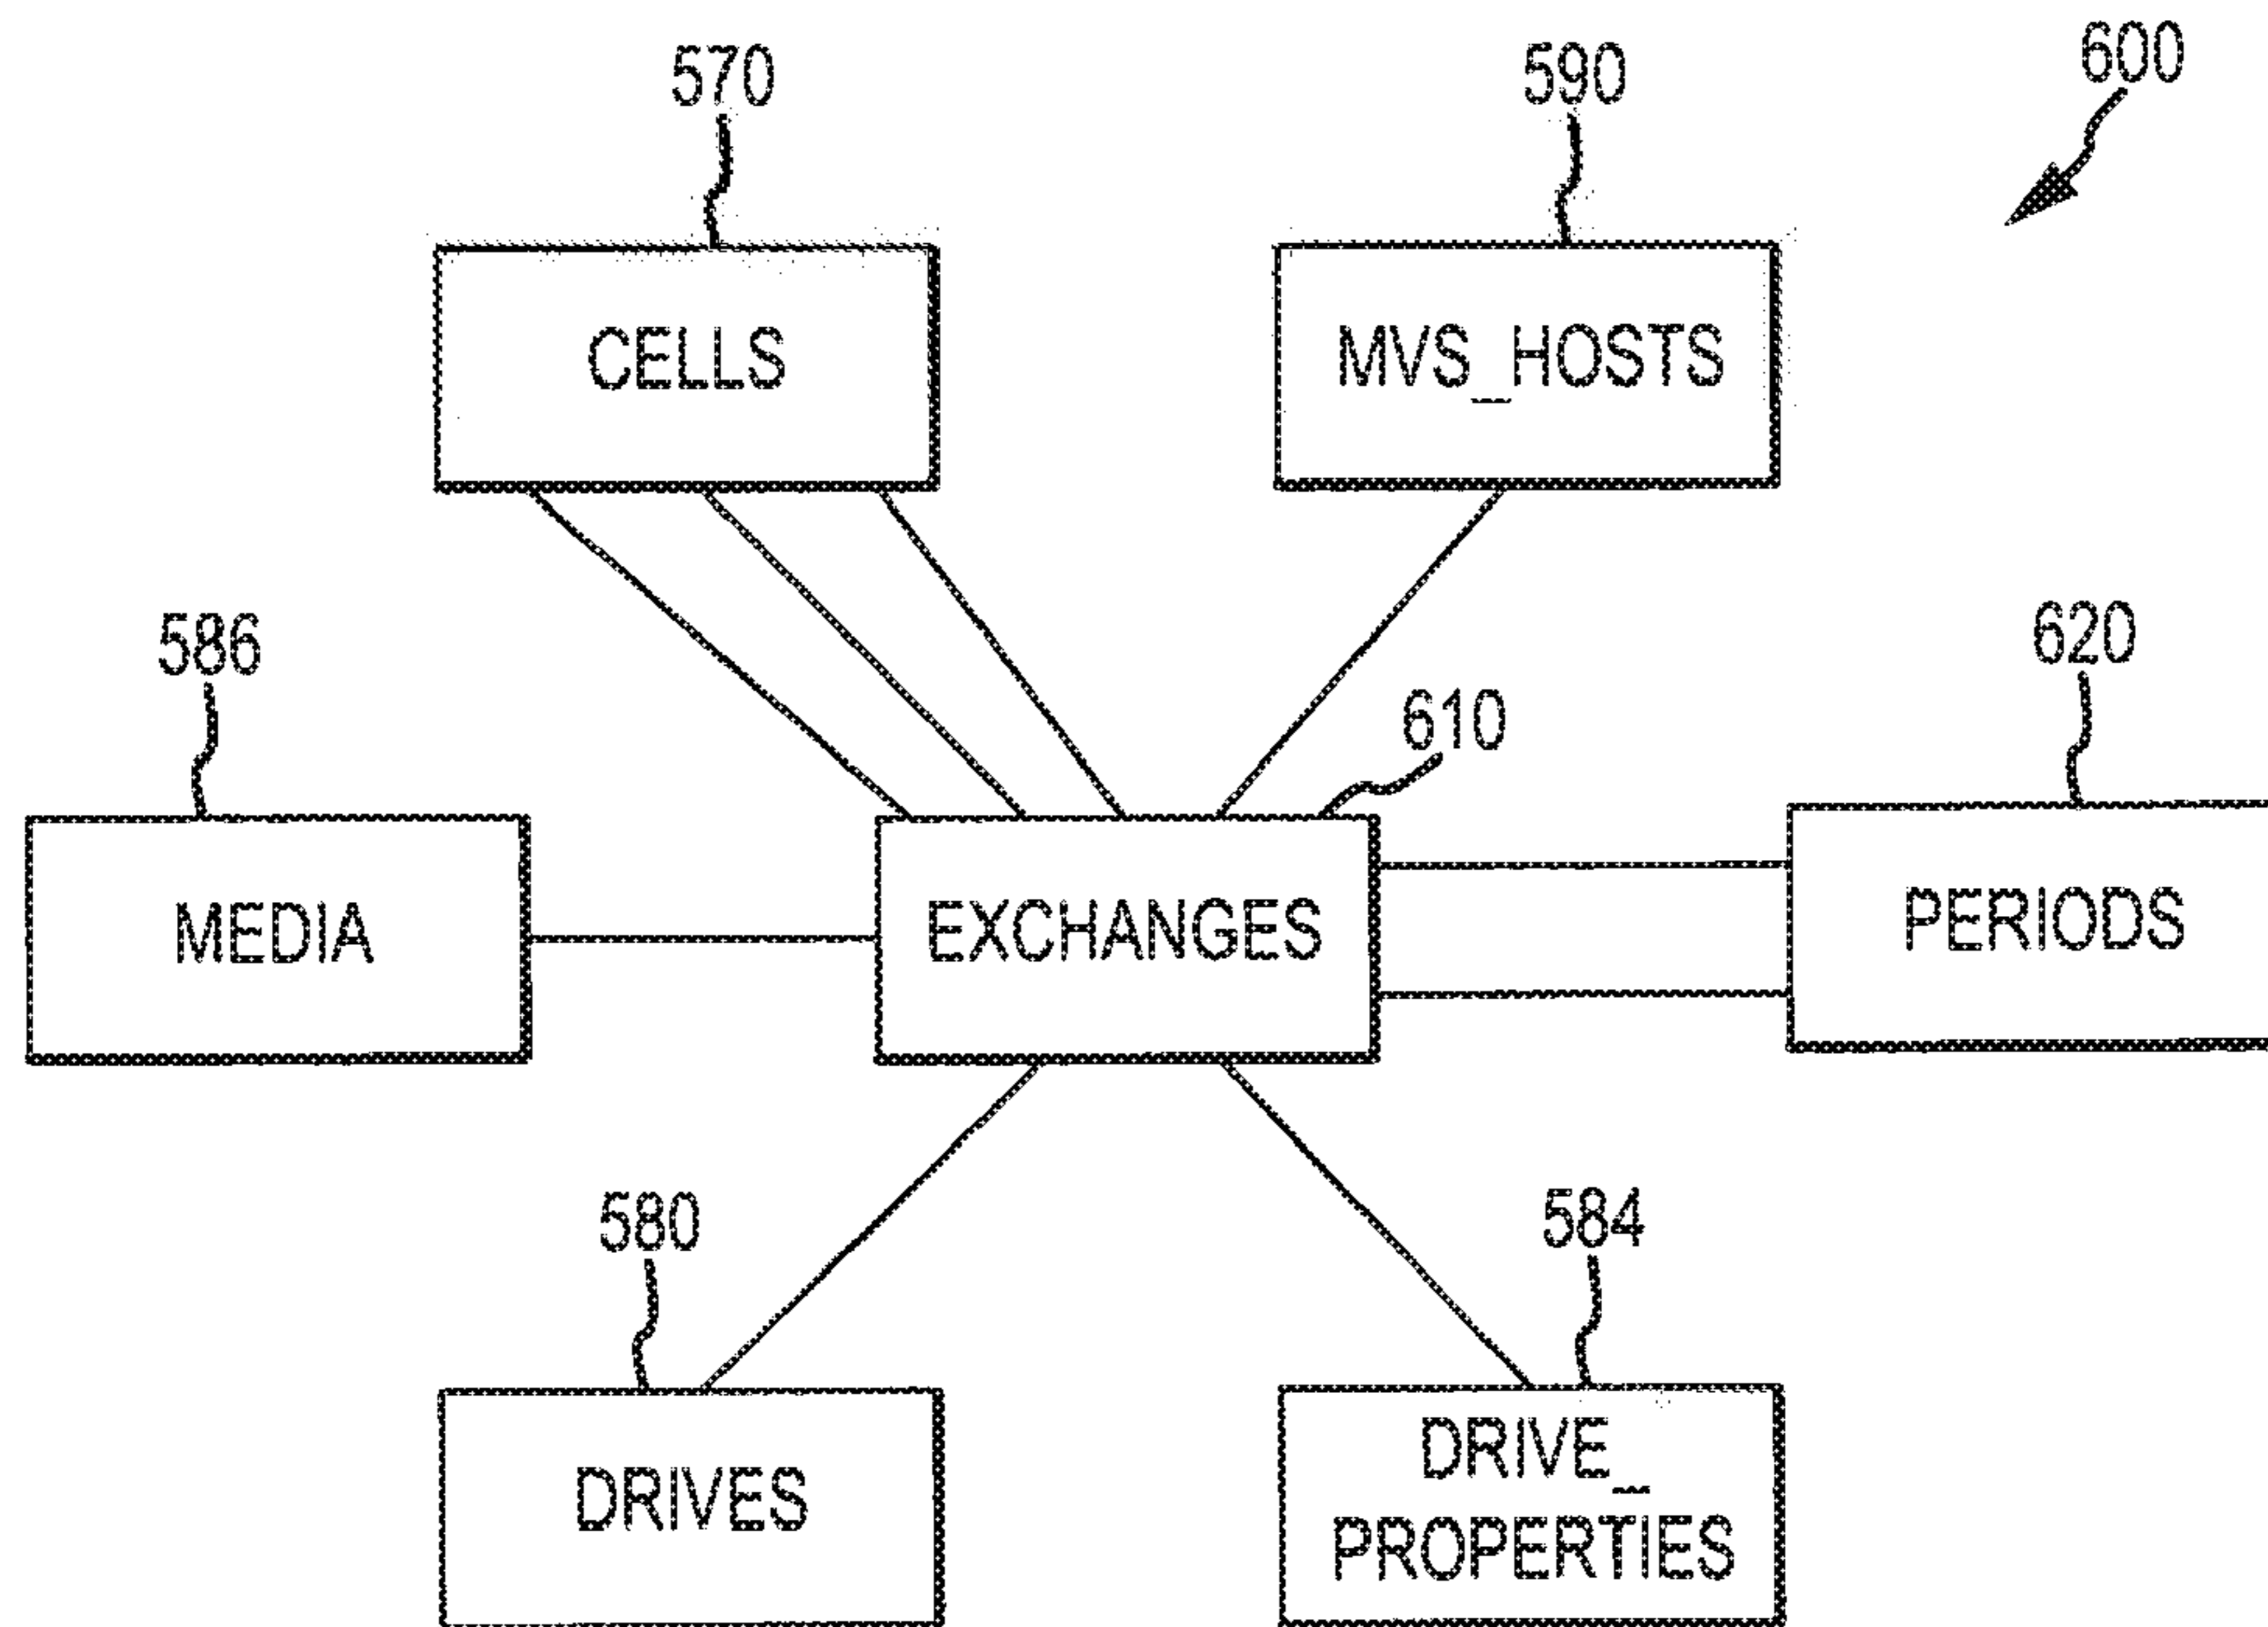 570
590
600
CELLS
MVS_HOSTS
586
620
610
MEDIA
EXCHANGES
PERIODS
580
584
DRIVES
DRIVE_
PROPERTIES